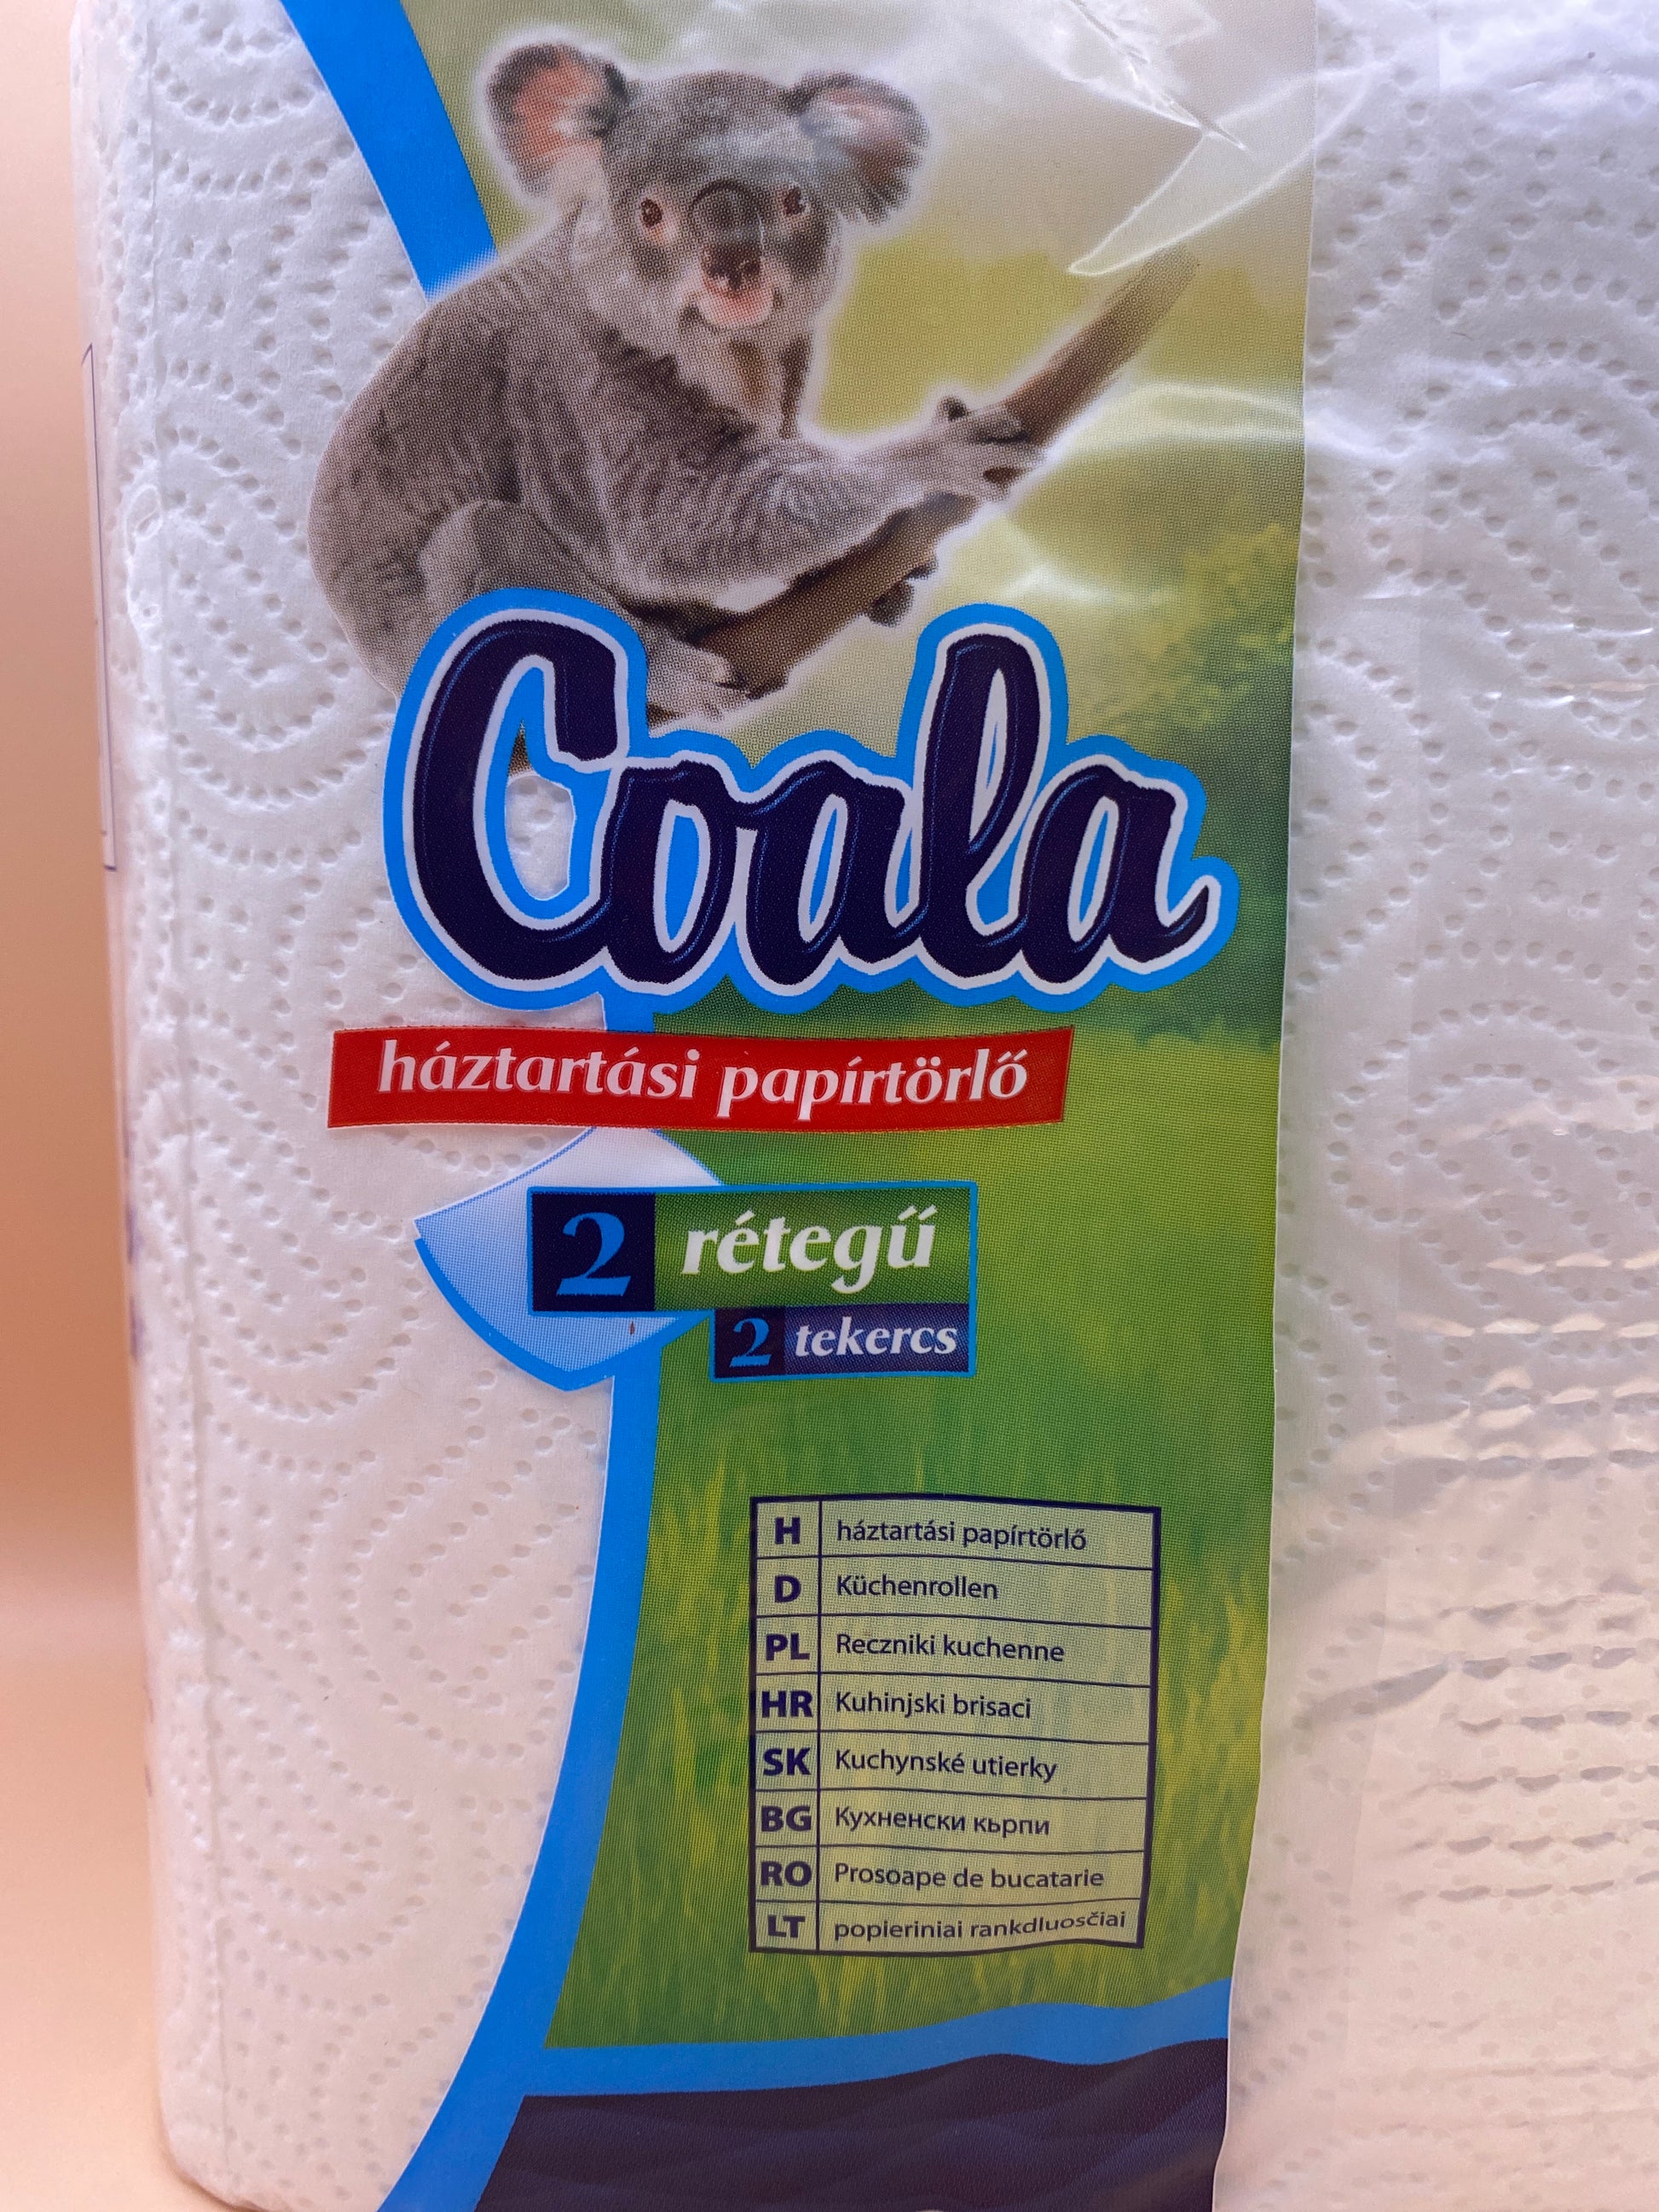 Coala
háztartási papírtörlő
2 rétegű
2 tekercs
H háztartási papírtörlő
D Küchenrollen
PL Reczniki kuchenne
HR Kuhinjski brisaci
SK Kuchynské utierky
BG Кухненски кьрпи
RO Prosoape de bucatarie
LT popieriniai rankdluosčiai